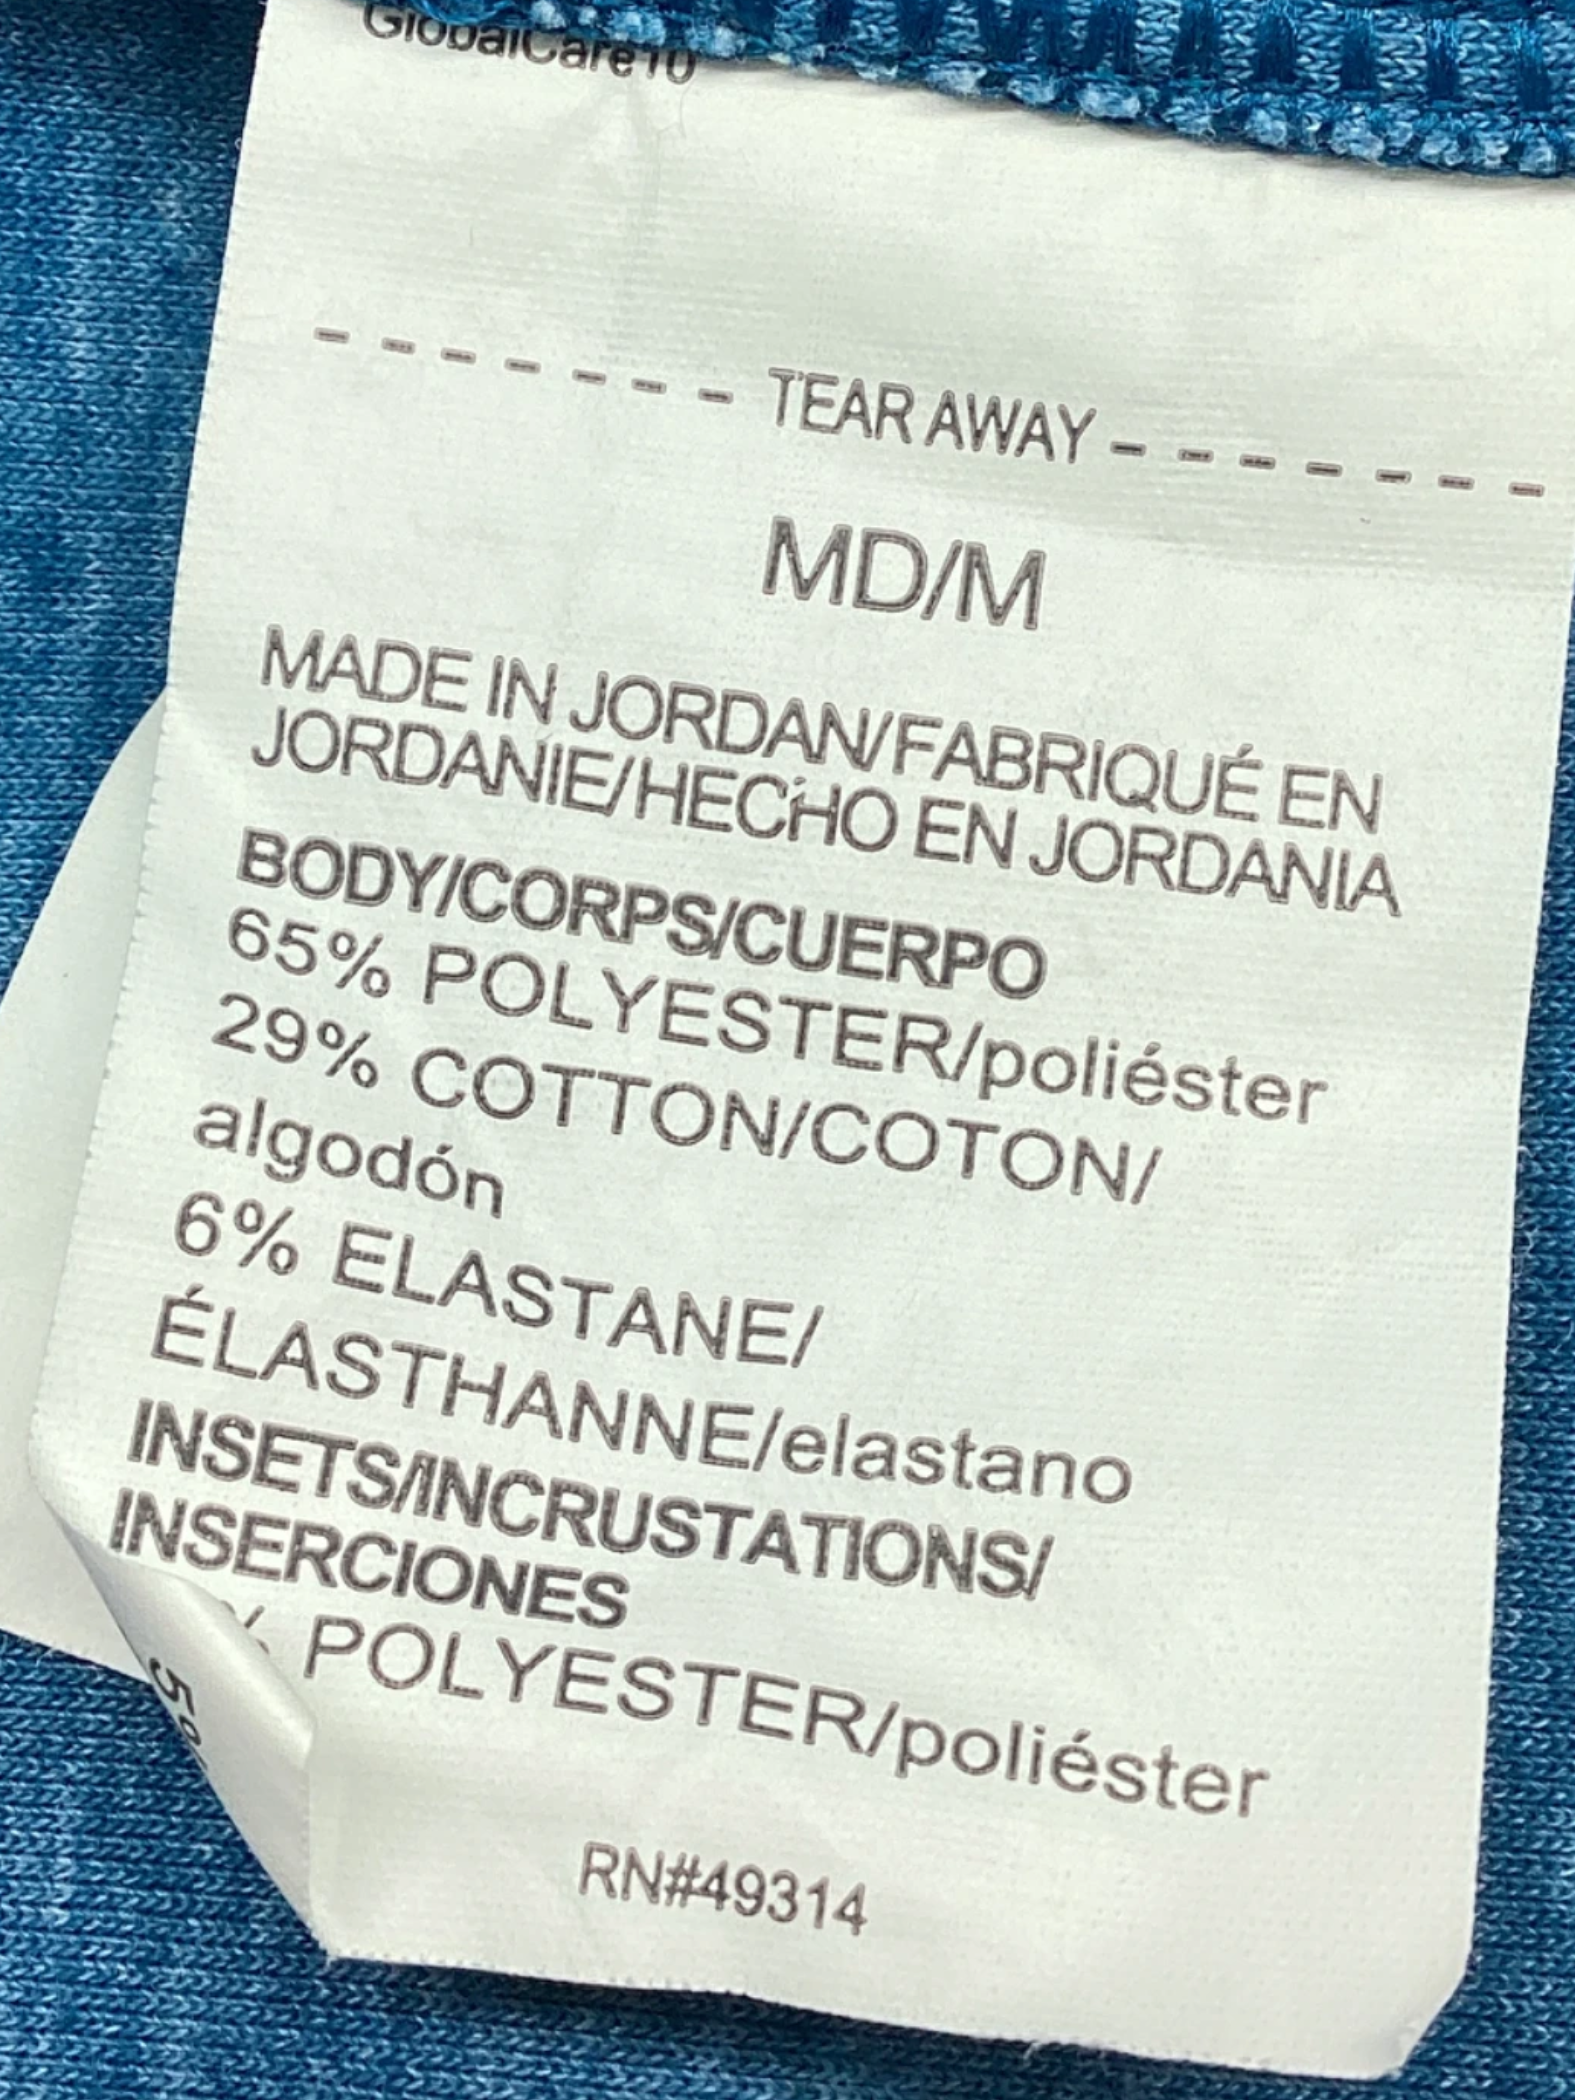 GlobalCare10
- - - - - - - TEAR AWAY - - - - - - -
MD/M
MADE IN JORDAN/FABRIQUÉ EN
JORDANIE/HECHO EN JORDANIA
BODY/CORPS/CUERPO
65% POLYESTER/poliéster
29% COTTON/COTON/
algodón
6% ELASTANE/
ÉLASTHANNE/elastano
INSETS/INCRUSTATIONS/
INSERCIONES
% POLYESTER/poliéster
RN#49314